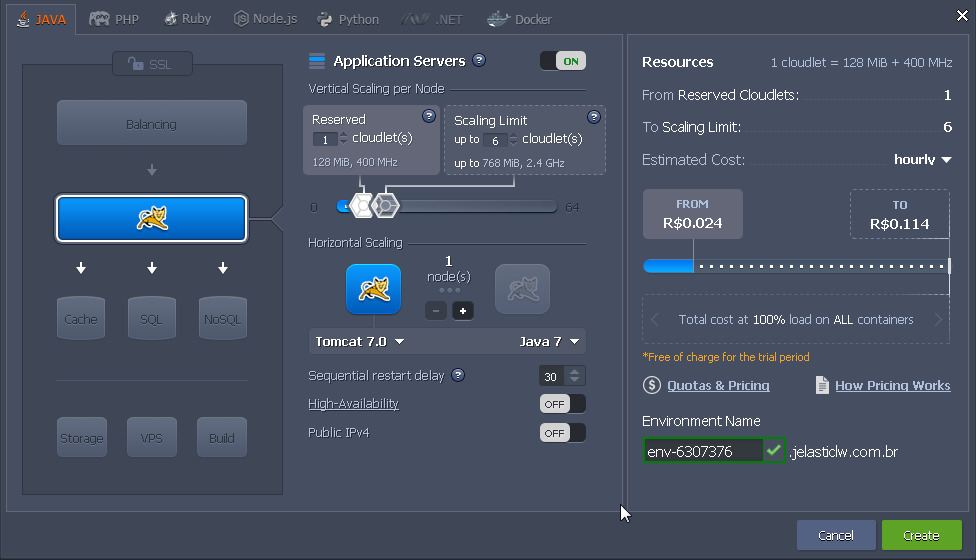 JAVA PHP Ruby Node.js Python .NET Docker
SSL
Balancing
Cache SQL NoSQL
Storage VPS Build
Application Servers ? ON
Vertical Scaling per Node
Reserved ?
1 cloudlet(s)
128 MiB, 400 MHz
Scaling Limit ?
up to 6 cloudlet(s)
up to 768 MiB, 2.4 GHz
0 64
Horizontal Scaling
1
node(s)
- +
Tomcat 7.0 Java 7
Sequential restart delay ? 30
High-Availability OFF
Public IPv4 OFF
Resources 1 cloudlet = 128 MiB + 400 MHz
From Reserved Cloudlets: 1
To Scaling Limit: 6
Estimated Cost: hourly
FROM
R$0.024
TO
R$0.114
Total cost at 100% load on ALL containers
*Free of charge for the trial period
$ Quotas & Pricing How Pricing Works
Environment Name
env-6307376 .jelasticlw.com.br
Cancel Create